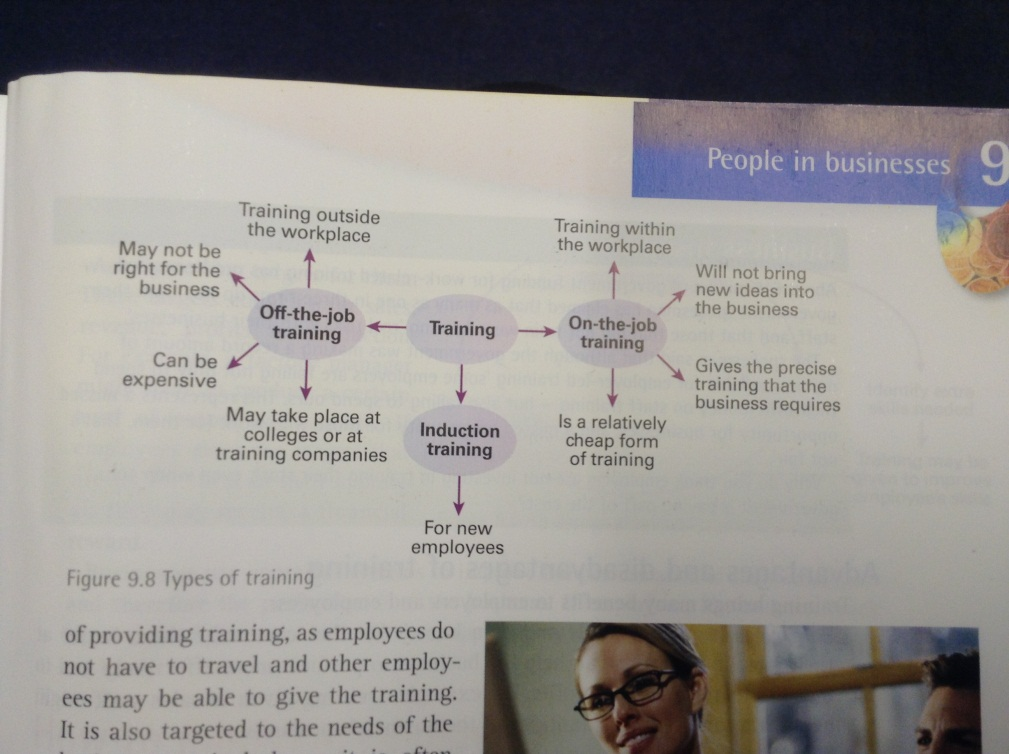 People in businesses 9
Training outside
the workplace
May not be
right for the
business
Off-the-job
training
Can be
expensive
May take place at
colleges or at
training companies
Training
Induction
training
For new
employees
Training within
the workplace
Will not bring
new ideas into
the business
On-the-job
training
Gives the precise
training that the
business requires
Is a relatively
cheap form
of training
Figure 9.8 Types of training
of providing training, as employees do
not have to travel and other employ-
ees may be able to give the training.
It is also targeted to the needs of the